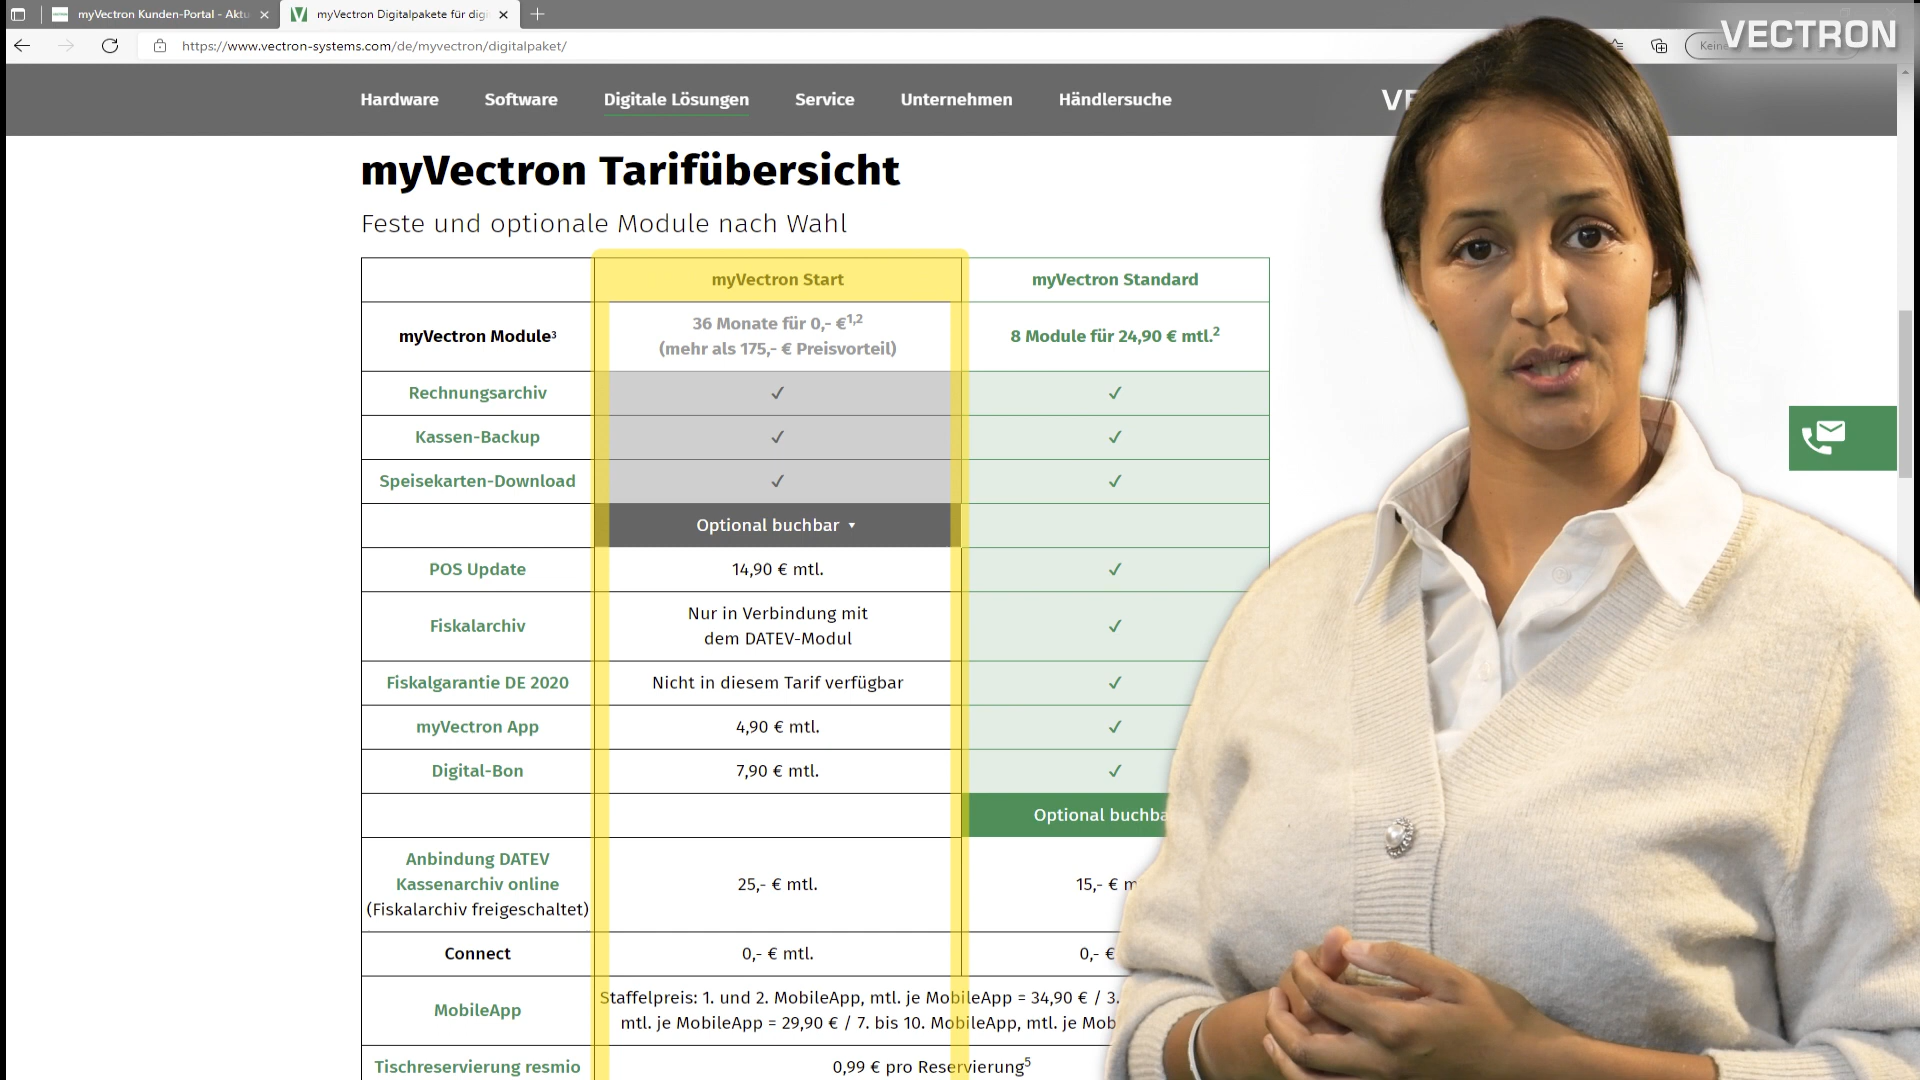 myVectron Kunden-Portal - Aktu
myVectron Digitalpakete für dig
https://www.vectron-systems.com/de/myvectron/digitalpaket/
VECTRON
Hardware
Software
Digitale Lösungen
Service
Unternehmen
Händlersuche
myVectron Tarifübersicht
Feste und optionale Module nach Wahl
myVectron Start
myVectron Standard
myVectron Module³
36 Monate für 0,- €¹,²
(mehr als 175,- € Preisvorteil)
8 Module für 24,90 € mtl.²
Rechnungsarchiv
✓
✓
Kassen-Backup
✓
✓
Speisekarten-Download
✓
✓
Optional buchbar ▾
POS Update
14,90 € mtl.
✓
Fiskalarchiv
Nur in Verbindung mit
dem DATEV-Modul
✓
Fiskalgarantie DE 2020
Nicht in diesem Tarif verfügbar
✓
myVectron App
4,90 € mtl.
✓
Digital-Bon
7,90 € mtl.
✓
Optional buchba
Anbindung DATEV
Kassenarchiv online
(Fiskalarchiv freigeschaltet)
25,- € mtl.
15,- € m
Connect
0,- € mtl.
0,- €
MobileApp
Staffelpreis: 1. und 2. MobileApp, mtl. je MobileApp = 34,90 € / 3.
mtl. je MobileApp = 29,90 € / 7. bis 10. MobileApp, mtl. je Mob
Tischreservierung resmio
0,99 € pro Reservierung⁵